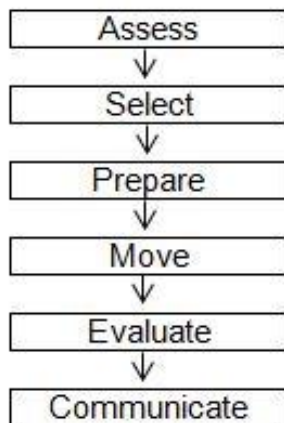 Assess
Select
Prepare
Move
Evaluate
Communicate